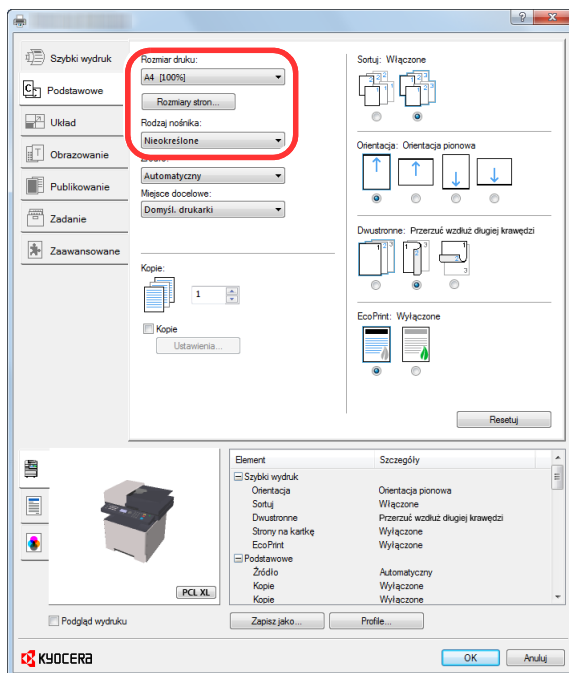 Szybki wydruk
Podstawowe
Układ
Obrazowanie
Publikowanie
Zadanie
Zaawansowane
Rozmiar druku:
A4 [100%]
Rozmiary stron...
Rodzaj nośnika:
Nieokreślone
Źródło:
Automatyczny
Miejsce docelowe:
Domyśl. drukarki
Kopie:
1
Kopie
Ustawienia...
Sortuj: Włączone
Orientacja: Orientacja pionowa
Dwustronne: Przerzuć wzdłuż długiej krawędzi
EcoPrint: Wyłączone
Resetuj
PCL XL
Podgląd wydruku
Element Szczegóły
Szybki wydruk
Orientacja Orientacja pionowa
Sortuj Włączone
Dwustronne Przerzuć wzdłuż długiej krawędzi
Strony na kartkę Wyłączone
EcoPrint Wyłączone
Podstawowe
Źródło Automatyczny
Kopie Wyłączone
Kopie Wyłączone
Zapisz jako... Profile...
KYOCERA
OK Anuluj